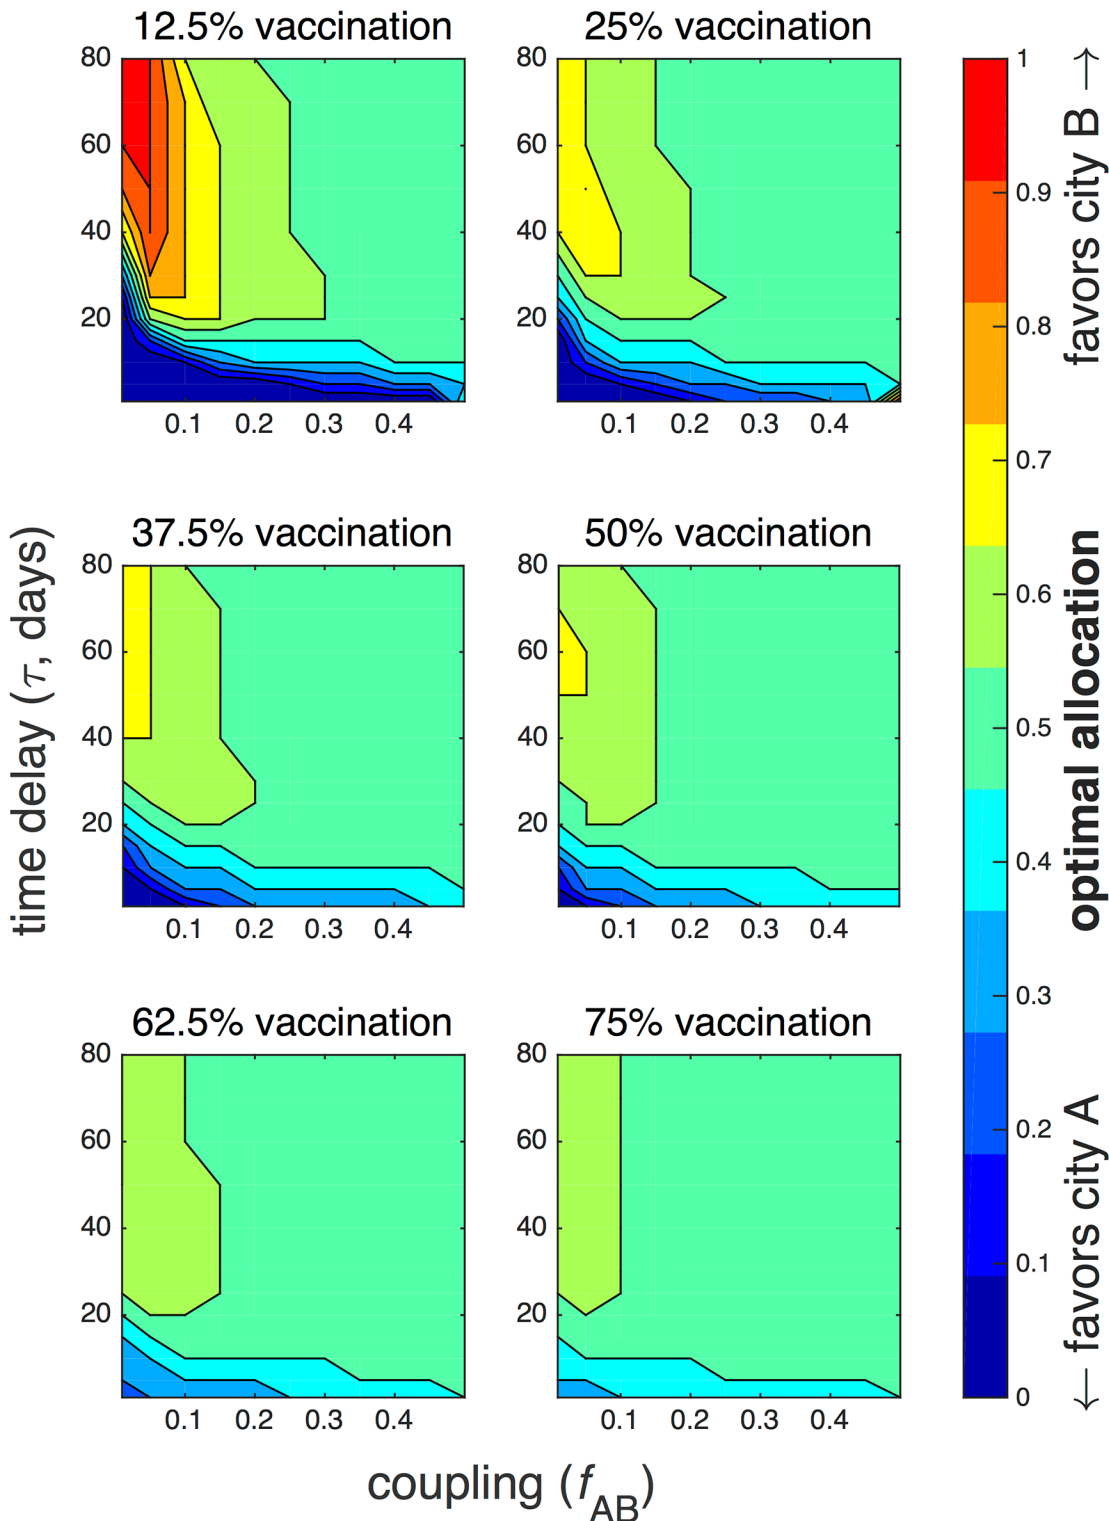 12.5% vaccination
25% vaccination
80
60
40
20
0.1 0.2 0.3 0.4
80
60
40
20
0.1 0.2 0.3 0.4
37.5% vaccination
50% vaccination
80
60
40
20
0.1 0.2 0.3 0.4
80
60
40
20
0.1 0.2 0.3 0.4
62.5% vaccination
75% vaccination
80
60
40
20
0.1 0.2 0.3 0.4
80
60
40
20
0.1 0.2 0.3 0.4
time delay (τ, days)
coupling (f_AB)
1
0.9
0.8
0.7
0.6
0.5
0.4
0.3
0.2
0.1
0
← favors city A
optimal allocation
favors city B →